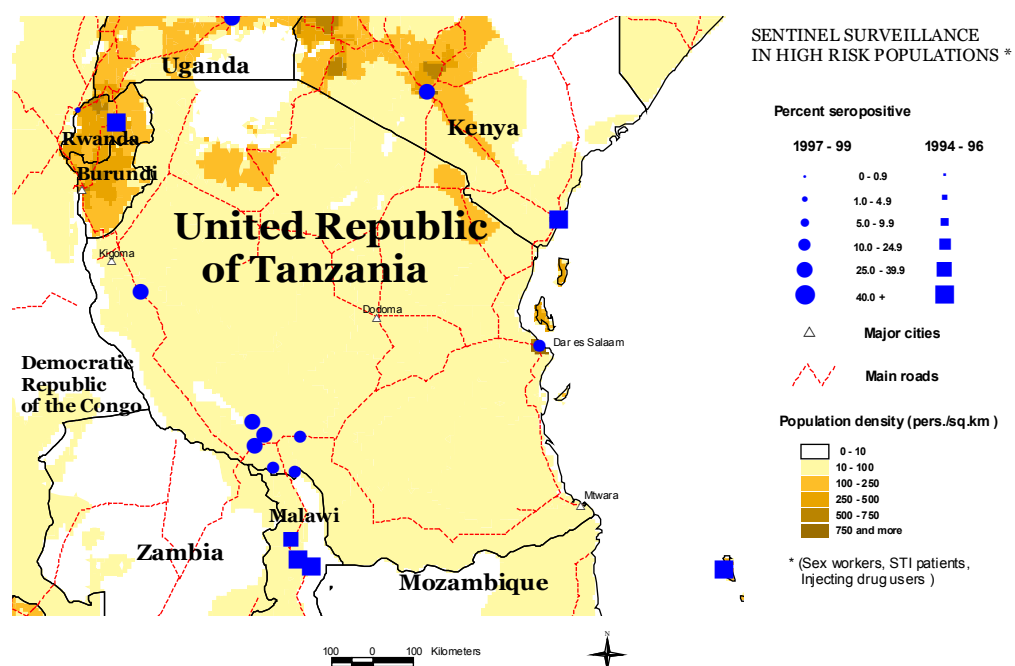 SENTINEL SURVEILLANCE
IN HIGH RISK POPULATIONS *
Uganda
Kenya
Rwanda
Burundi
United Republic
of Tanzania
Kigoma
Dodoma
Dar es Salaam
Democratic
Republic
of the Congo
Mtwara
Malawi
Zambia
Mozambique
Percent seropositive
1997 - 99 1994 - 96
0 - 0.9
1.0 - 4.9
5.0 - 9.9
10.0 - 24.9
25.0 - 39.9
40.0 +
Major cities
Main roads
Population density (pers./sq.km )
0 - 10
10 - 100
100 - 250
250 - 500
500 - 750
750 and more
* (Sex workers, STI patients,
Injecting drug users )
100 0 100 Kilometers
N